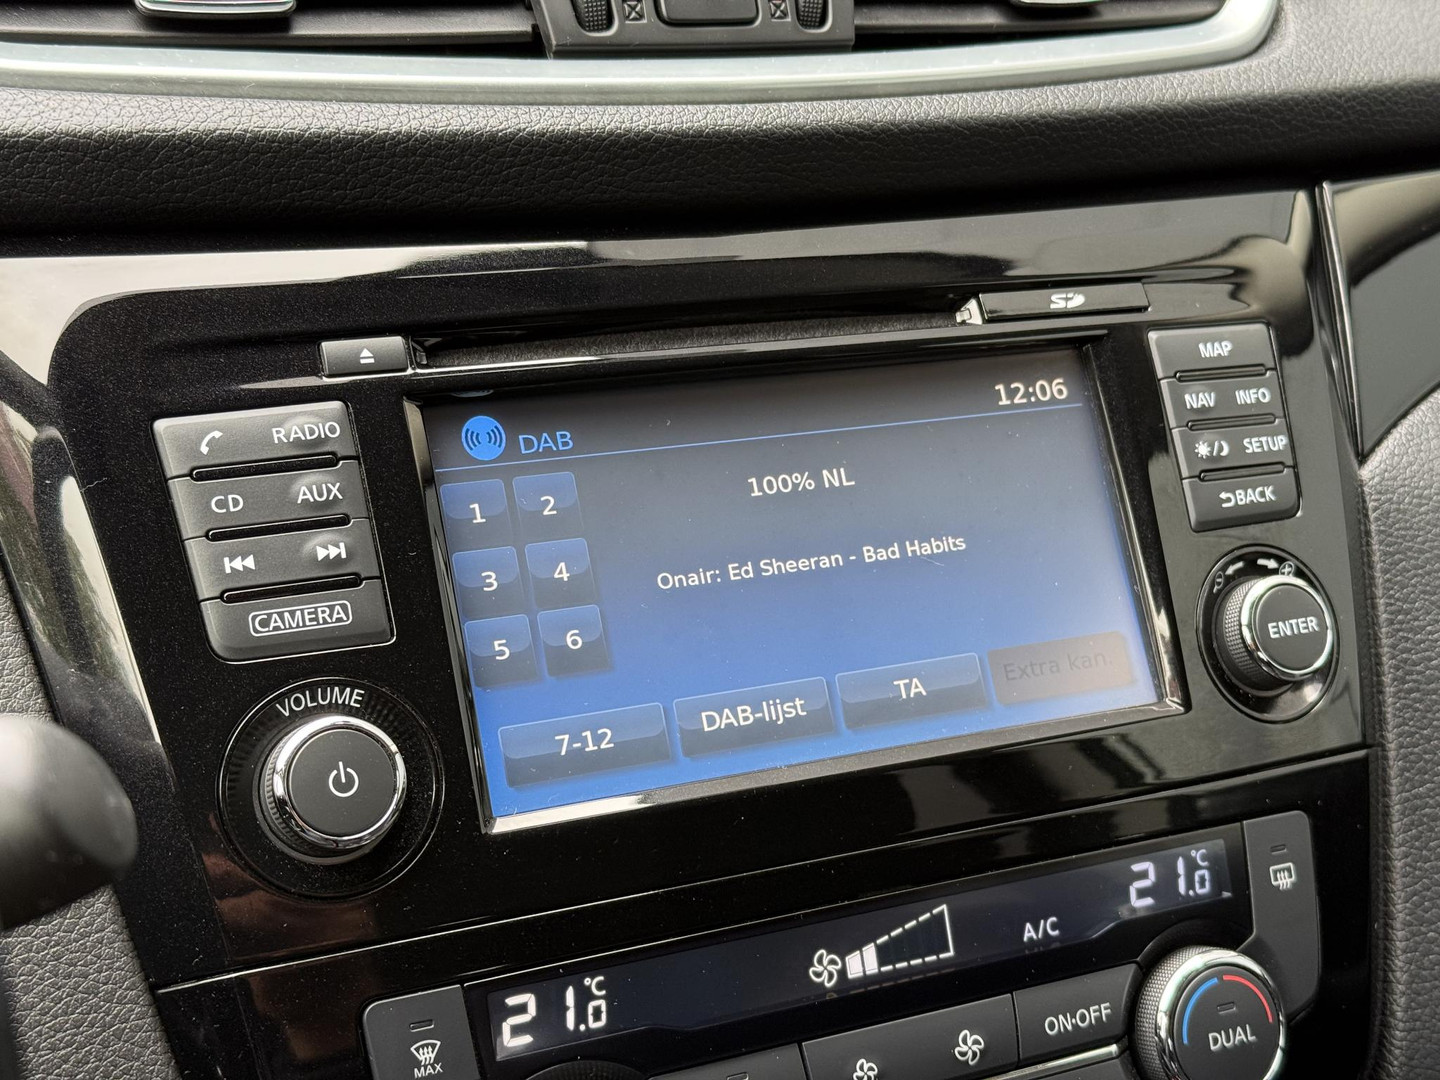 SD
MAP
NAV INFO
SETUP
BACK
ENTER
RADIO
CD AUX
CAMERA
VOLUME
12:06
DAB
100% NL
Onair: Ed Sheeran - Bad Habits
1 2
3 4
5 6
7-12 DAB-lijst TA Extra kan.
21.0 °C
A/C
21.0 °C
MAX
ON·OFF
DUAL